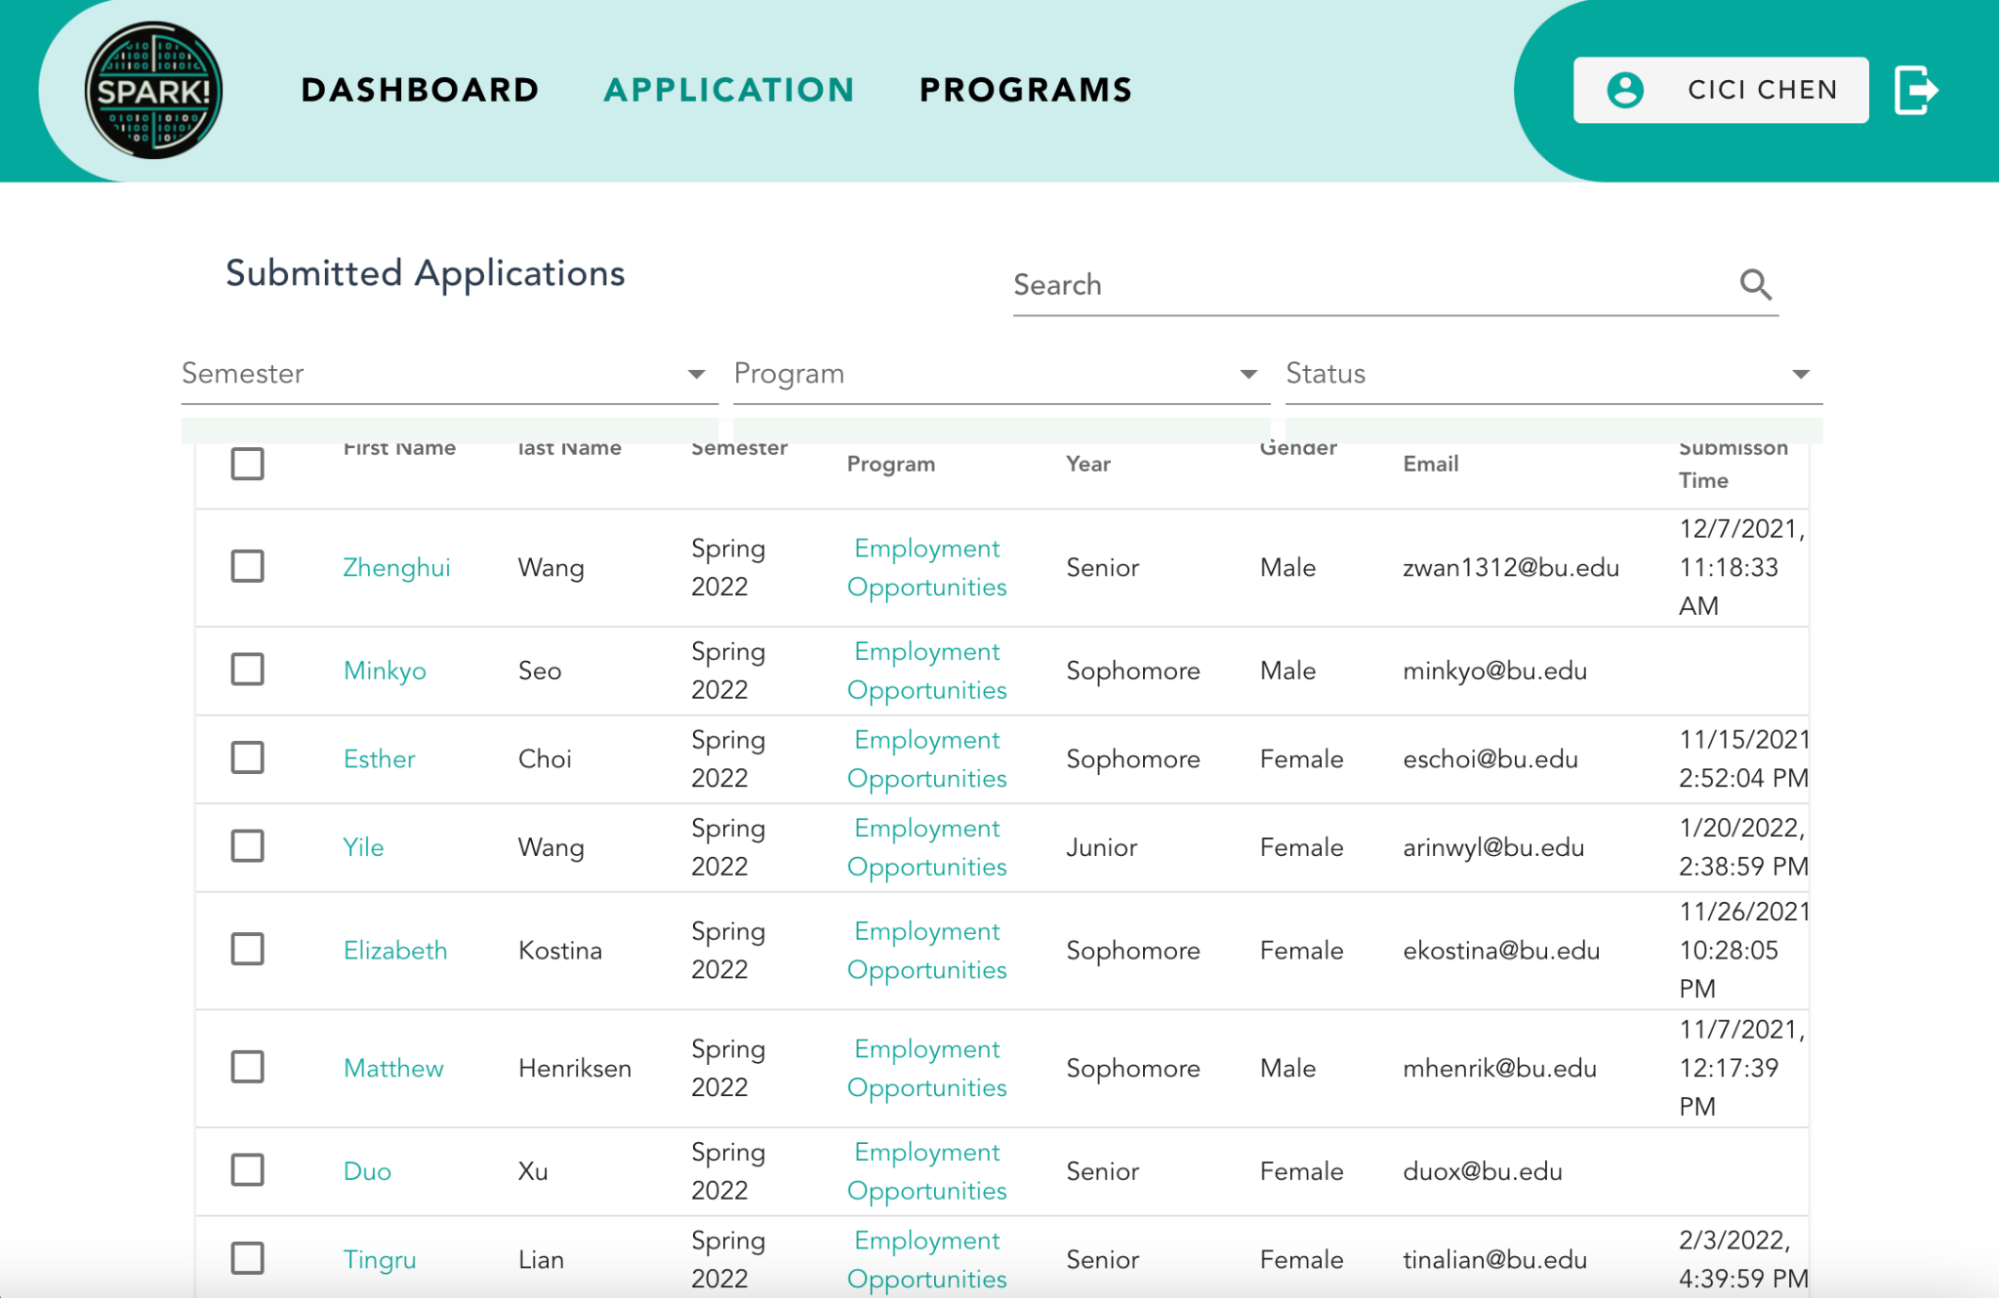 SPARK!
DASHBOARD APPLICATION PROGRAMS CICI CHEN
Submitted Applications
Search
Semester Program Status
First Name last Name Semester Program Year Gender Email Submisson Time
Zhenghui Wang Spring 2022 Employment Opportunities Senior Male zwan1312@bu.edu 12/7/2021, 11:18:33 AM
Minkyo Seo Spring 2022 Employment Opportunities Sophomore Male minkyo@bu.edu
Esther Choi Spring 2022 Employment Opportunities Sophomore Female eschoi@bu.edu 11/15/2021 2:52:04 PM
Yile Wang Spring 2022 Employment Opportunities Junior Female arinwyl@bu.edu 1/20/2022, 2:38:59 PM
Elizabeth Kostina Spring 2022 Employment Opportunities Sophomore Female ekostina@bu.edu 11/26/2021 10:28:05 PM
Matthew Henriksen Spring 2022 Employment Opportunities Sophomore Male mhenrik@bu.edu 11/7/2021, 12:17:39 PM
Duo Xu Spring 2022 Employment Opportunities Senior Female duox@bu.edu
Tingru Lian Spring 2022 Employment Opportunities Senior Female tinalian@bu.edu 2/3/2022, 4:39:59 PM